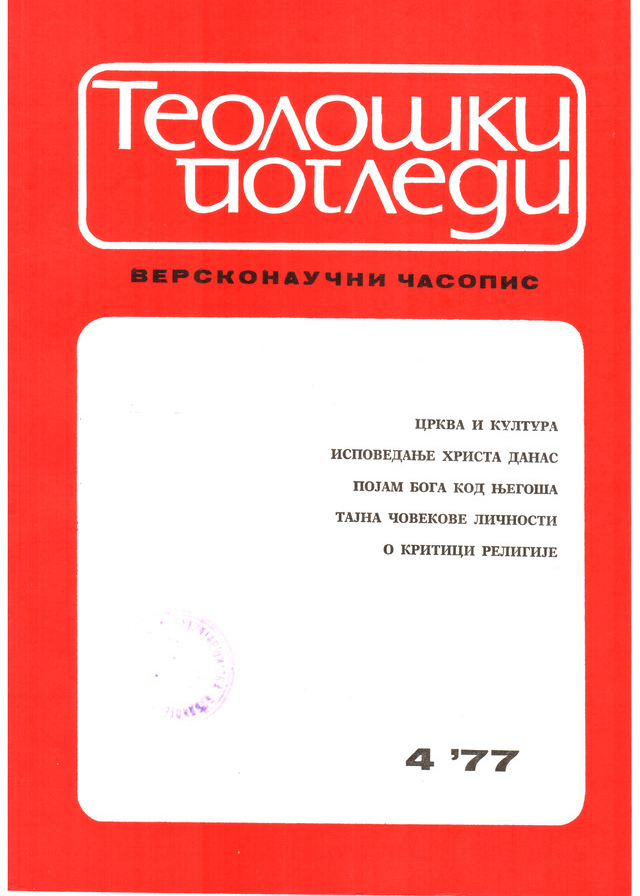 Теолошки
погледи
ВЕРСКОНАУЧНИ ЧАСОПИС
ЦРКВА И КУЛТУРА
ИСПОВЕДАЊЕ ХРИСТА ДАНАС
ПОЈАМ БОГА КОД ЊЕГОША
ТАЈНА ЧОВЕКОВЕ ЛИЧНОСТИ
О КРИТИЦИ РЕЛИГИЈЕ
4 ’77